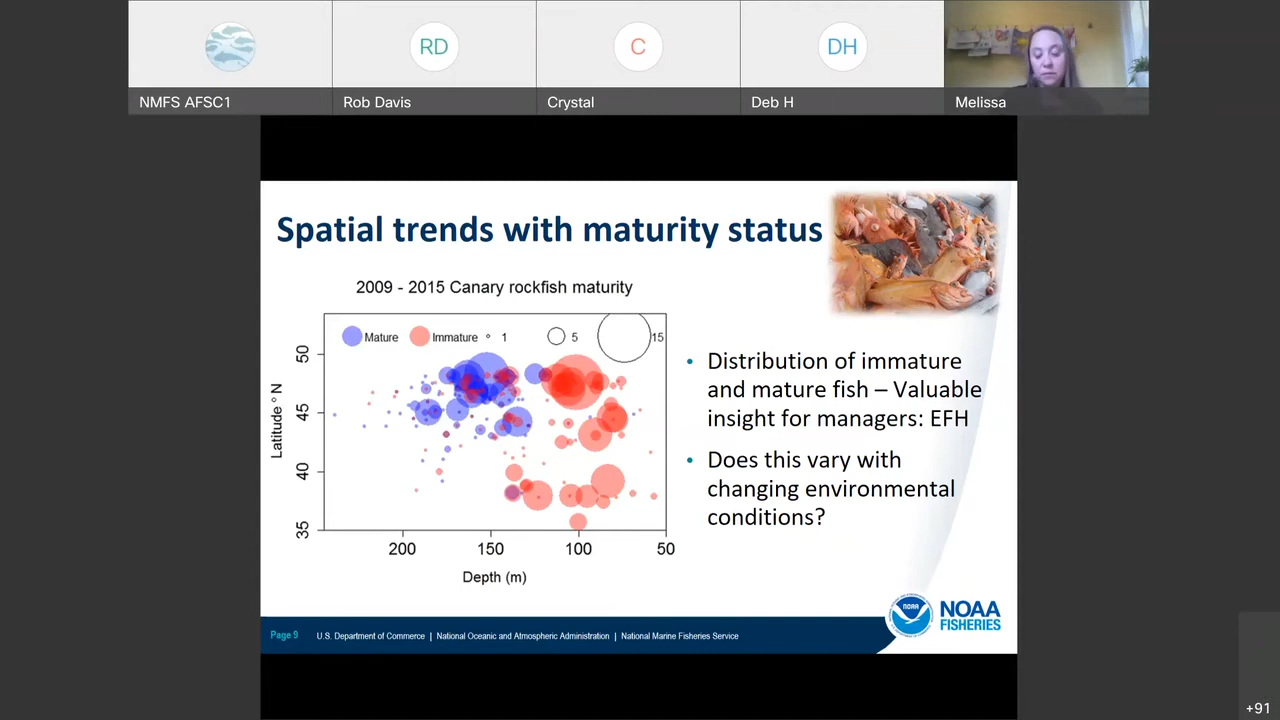 RD
C
DH
NMFS AFSC1
Rob Davis
Crystal
Deb H
Melissa
Spatial trends with maturity status
2009 - 2015 Canary rockfish maturity
Mature
Immature
1
5
15
50
45
40
35
Latitude ° N
200
150
100
50
Depth (m)
• Distribution of immature
and mature fish – Valuable
insight for managers: EFH
• Does this vary with
changing environmental
conditions?
Page 9
U.S. Department of Commerce | National Oceanic and Atmospheric Administration | National Marine Fisheries Service
NOAA
NOAA
FISHERIES
+91